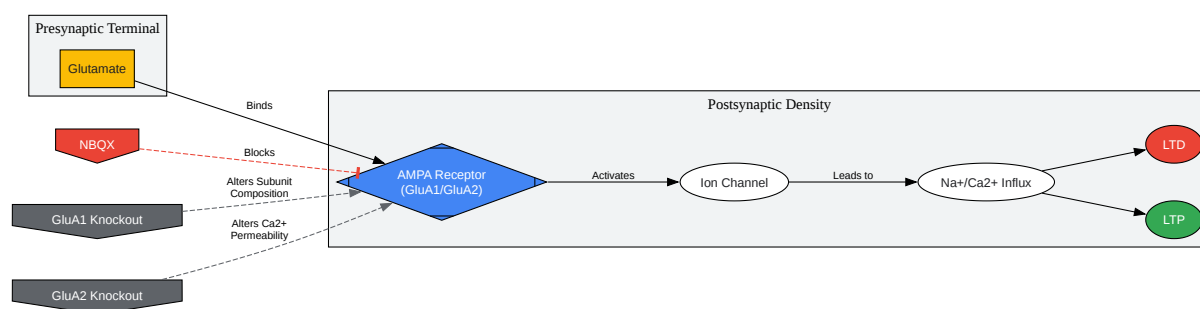 Presynaptic Terminal
Glutamate
Binds
Postsynaptic Density
NBQX
Blocks
AMPA Receptor
(GluA1/GluA2)
Activates
Ion Channel
Leads to
Na+/Ca2+ Influx
LTD
LTP
Alters Subunit
Composition
GluA1 Knockout
Alters Ca2+
Permeability
GluA2 Knockout